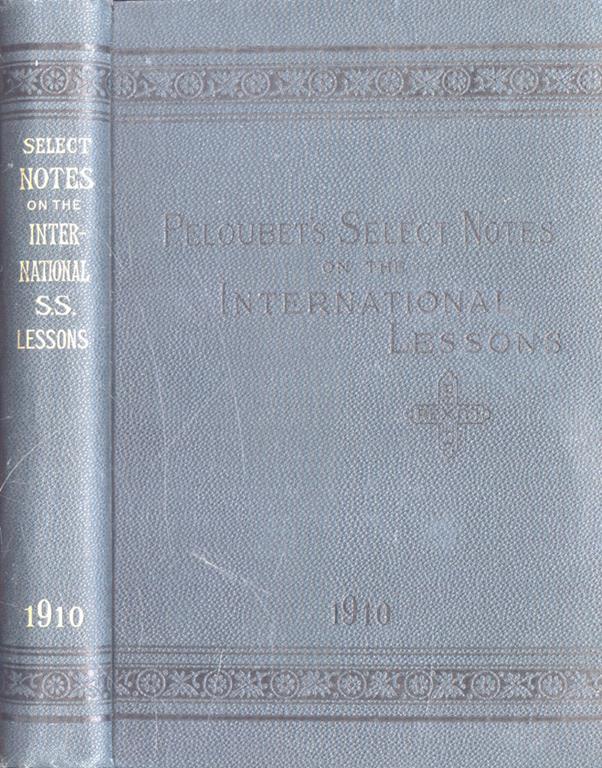 SELECT
NOTES
ON THE
INTER-
NATIONAL
S.S.
LESSONS
1910
PELOUBET'S SELECT NOTES
ON THE
INTERNATIONAL
LESSONS
1910